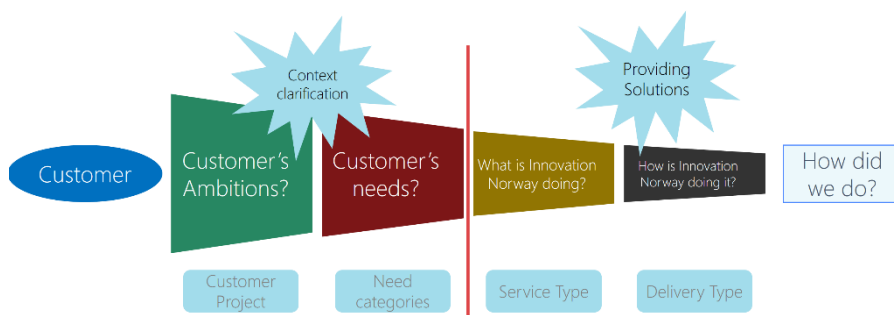 Context
clarification
Providing
Solutions
Customer
Customer's
Ambitions?
Customer's
needs?
What is Innovation
Norway doing?
How is Innovation
Norway doing it?
How did
we do?
Customer
Project
Need
categories
Service Type
Delivery Type